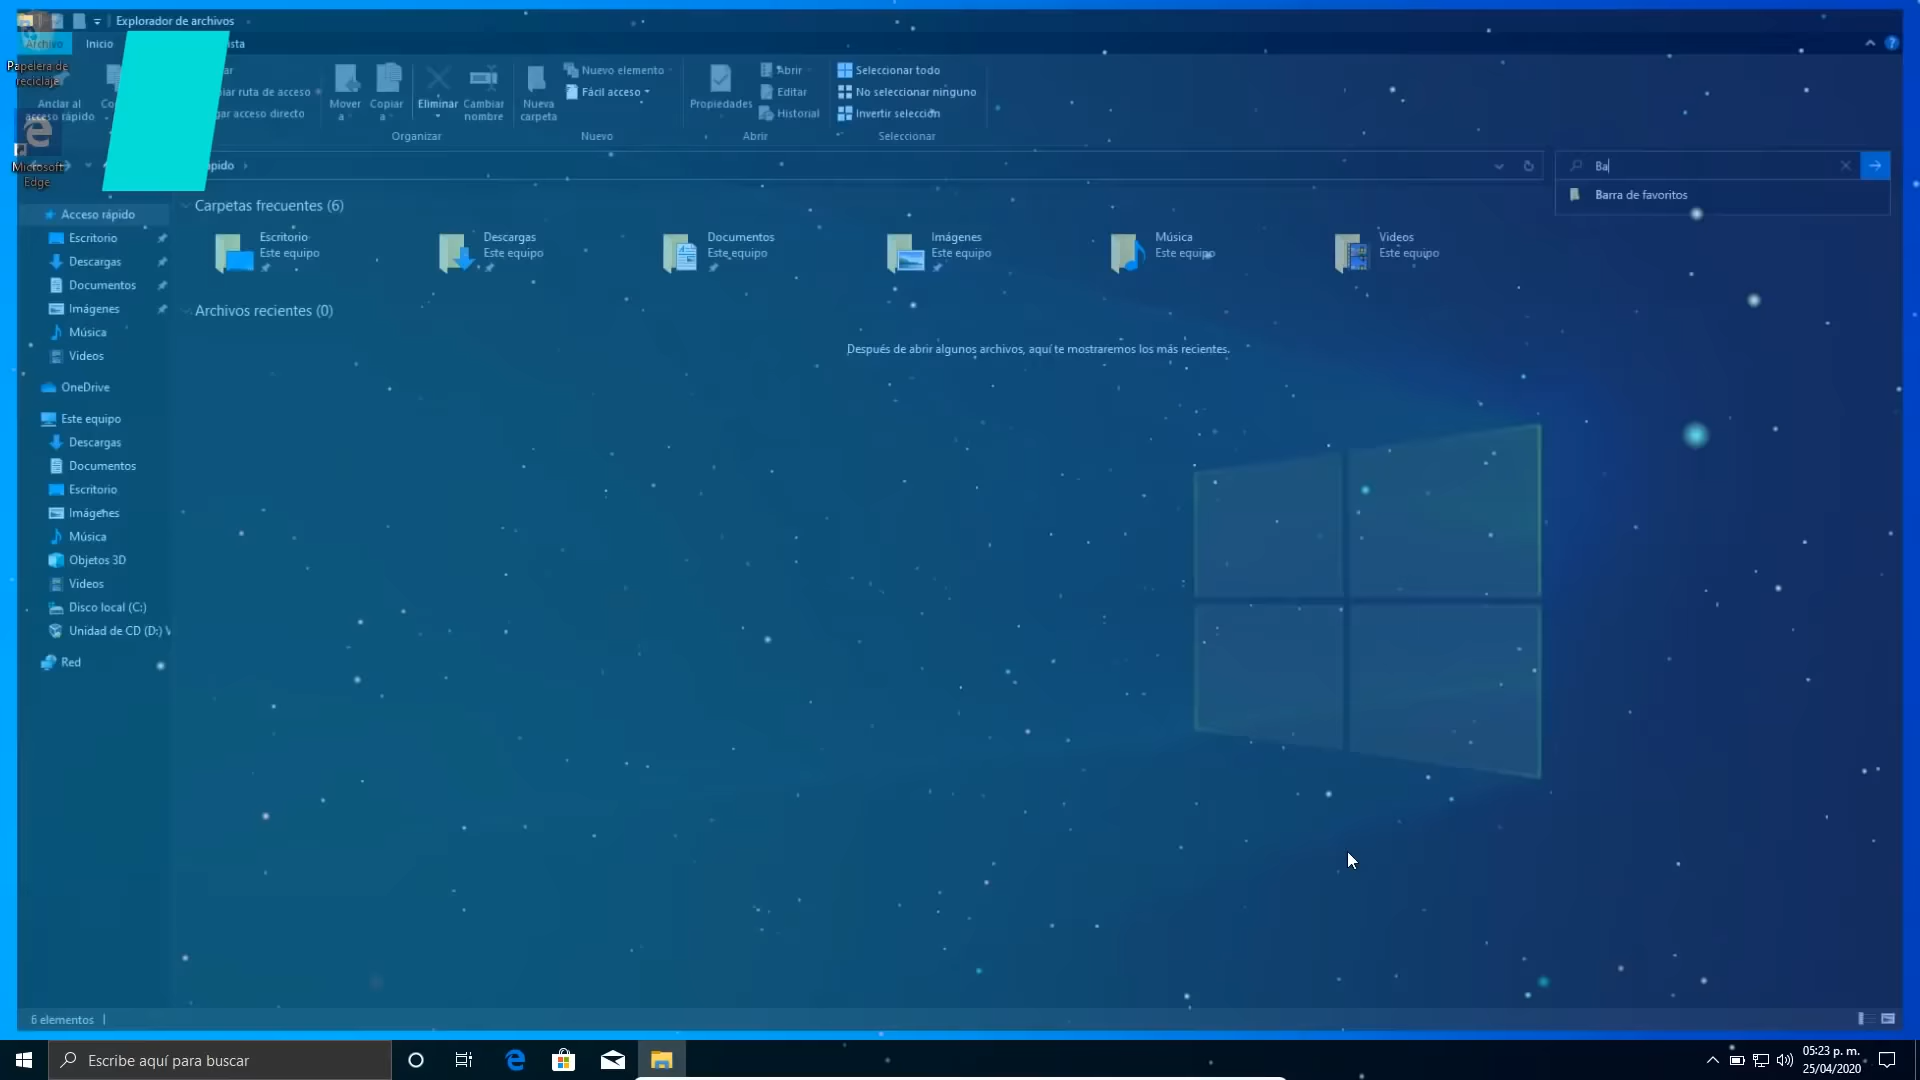 Explorador de archivos
Archivo Inicio
Papelera de reciclaje
Anclar al acceso rápido
Mover a
Copiar a
Eliminar
Cambiar nombre
Organizar
Nueva carpeta
Nuevo elemento
Fácil acceso
Nuevo
Propiedades
Abrir
Editar
Historial
Abrir
Seleccionar todo
No seleccionar ninguno
Invertir selección
Seleccionar
ruta de acceso
acceso directo
Microsoft Edge
Ba
Barra de favoritos
Acceso rápido
Escritorio
Descargas
Documentos
Imágenes
Música
Videos
OneDrive
Este equipo
Descargas
Documentos
Escritorio
Imágenes
Música
Objetos 3D
Videos
Disco local (C:)
Unidad de CD (D:) V
Red
Carpetas frecuentes (6)
Escritorio
Este equipo
Descargas
Este equipo
Documentos
Este equipo
Imágenes
Este equipo
Música
Este equipo
Videos
Este equipo
Archivos recientes (0)
Después de abrir algunos archivos, aquí te mostraremos los más recientes.
6 elementos
Escribe aquí para buscar
05:23 p. m.
25/04/2020